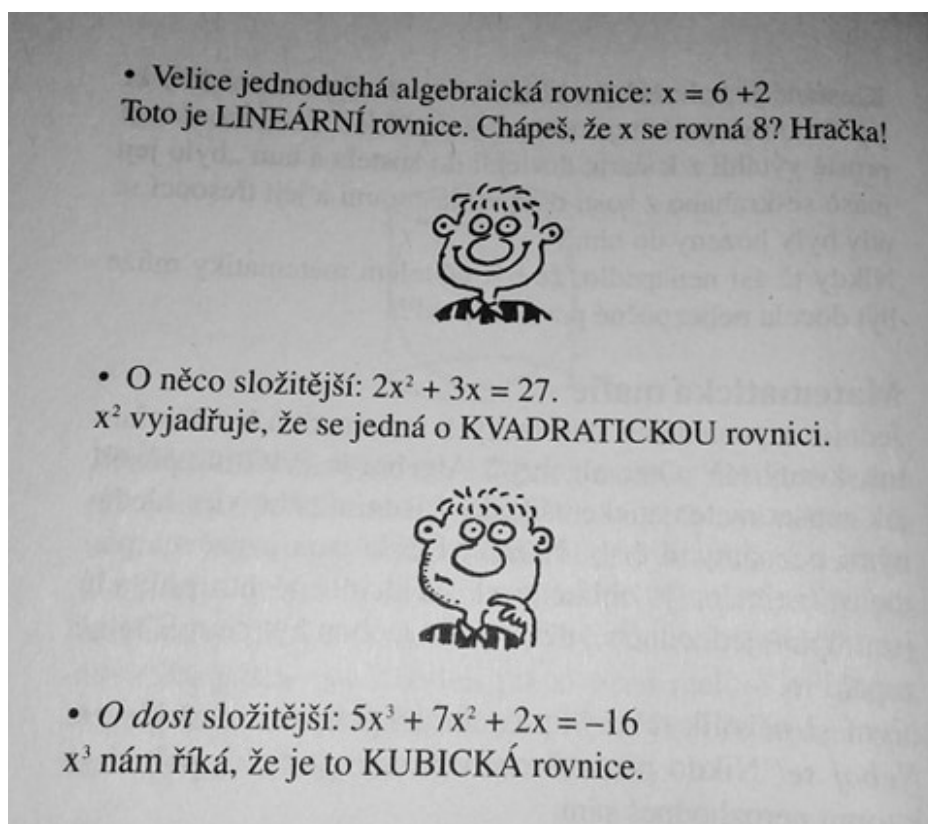 • Velice jednoduchá algebraická rovnice: x = 6 +2
Toto je LINEÁRNÍ rovnice. Chápeš, že x se rovná 8? Hračka!
• O něco složitější: 2x² + 3x = 27.
x² vyjadřuje, že se jedná o KVADRATICKOU rovnici.
• O dost složitější: 5x³ + 7x² + 2x = –16
x³ nám říká, že je to KUBICKÁ rovnice.